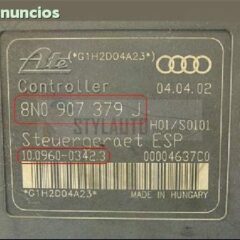 nuncios
Ate (*G1H2D04A23*)
Controller 04.04.02
8N0 907 379 J
STYLAUTO
H01/S0101
Steuergeraet ESP
10.0960-0342.3 00004637C0
*G1H2D04A23* MADE IN HUNGARY